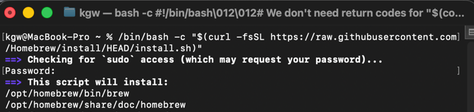 kgw — bash -c #!/bin/bash\012\012# We don't need return codes for "$(co...
kgw@MacBook-Pro ~ % /bin/bash -c "$(curl -fsSL https://raw.githubusercontent.com
/Homebrew/install/HEAD/install.sh)"
==> Checking for `sudo` access (which may request your password)...
Password:
==> This script will install:
/opt/homebrew/bin/brew
/opt/homebrew/share/doc/homebrew